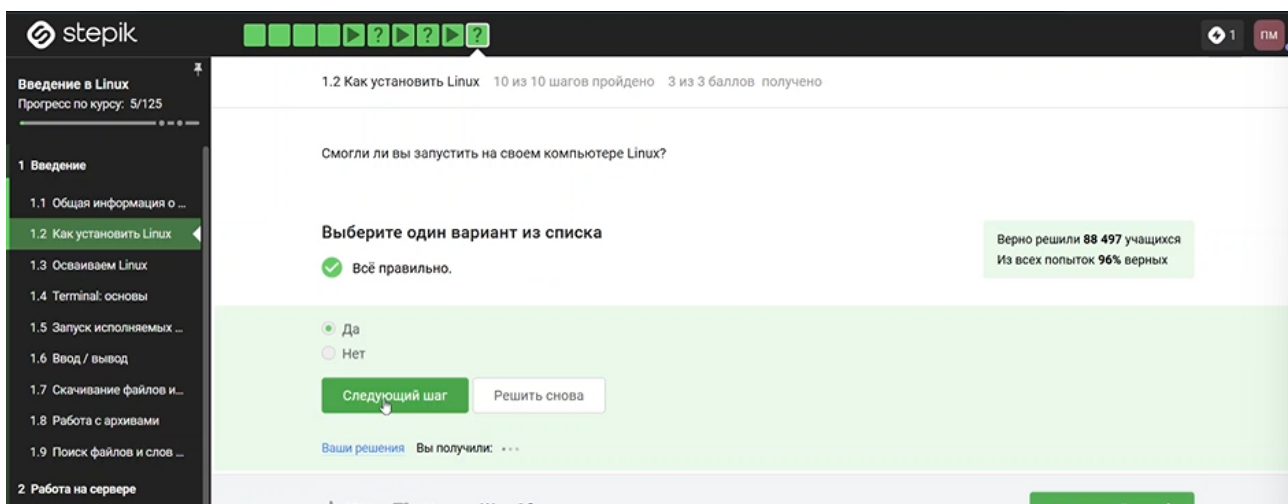 stepik
? ? ?
1
ПМ
Введение в Linux
Прогресс по курсу: 5/125
1 Введение
1.1 Общая информация о ...
1.2 Как установить Linux
1.3 Осваиваем Linux
1.4 Terminal: основы
1.5 Запуск исполняемых ...
1.6 Ввод / вывод
1.7 Скачивание файлов и...
1.8 Работа с архивами
1.9 Поиск файлов и слов ...
2 Работа на сервере
1.2 Как установить Linux 10 из 10 шагов пройдено 3 из 3 баллов получено
Смогли ли вы запустить на своем компьютере Linux?
Выберите один вариант из списка
Всё правильно.
Верно решили 88 497 учащихся
Из всех попыток 96% верных
Да
Нет
Следующий шаг Решить снова
Ваши решения Вы получили: